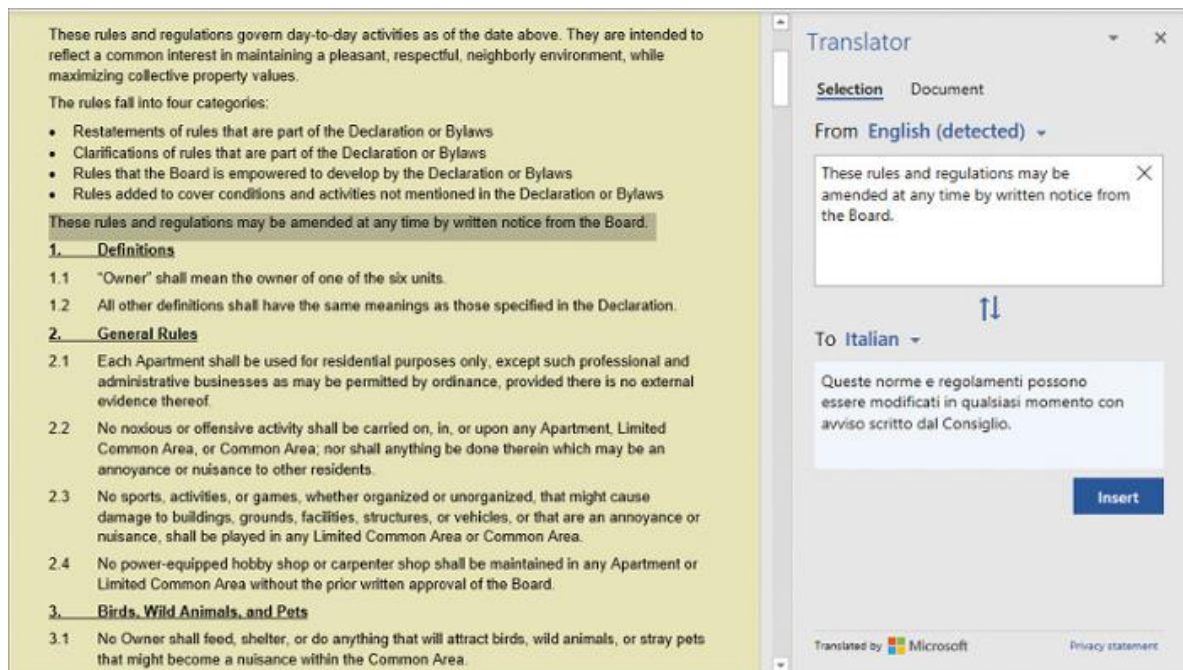 These rules and regulations govern day-to-day activities as of the date above. They are intended to
reflect a common interest in maintaining a pleasant, respectful, neighborly environment, while
maximizing collective property values.
The rules fall into four categories:
• Restatements of rules that are part of the Declaration or Bylaws
• Clarifications of rules that are part of the Declaration or Bylaws
• Rules that the Board is empowered to develop by the Declaration or Bylaws
• Rules added to cover conditions and activities not mentioned in the Declaration or Bylaws
These rules and regulations may be amended at any time by written notice from the Board.
1. Definitions
1.1 "Owner" shall mean the owner of one of the six units.
1.2 All other definitions shall have the same meanings as those specified in the Declaration.
2. General Rules
2.1 Each Apartment shall be used for residential purposes only, except such professional and
administrative businesses as may be permitted by ordinance, provided there is no external
evidence thereof.
2.2 No noxious or offensive activity shall be carried on, in, or upon any Apartment, Limited
Common Area, or Common Area; nor shall anything be done therein which may be an
annoyance or nuisance to other residents.
2.3 No sports, activities, or games, whether organized or unorganized, that might cause
damage to buildings, grounds, facilities, structures, or vehicles, or that are an annoyance or
nuisance, shall be played in any Limited Common Area or Common Area.
2.4 No power-equipped hobby shop or carpenter shop shall be maintained in any Apartment or
Limited Common Area without the prior written approval of the Board.
3. Birds, Wild Animals, and Pets
3.1 No Owner shall feed, shelter, or do anything that will attract birds, wild animals, or stray pets
that might become a nuisance within the Common Area.
Translator
Selection Document
From English (detected)
These rules and regulations may be
amended at any time by written notice from
the Board.
To Italian
Queste norme e regolamenti possono
essere modificati in qualsiasi momento con
avviso scritto dal Consiglio.
Insert
Translated by Microsoft Privacy statement